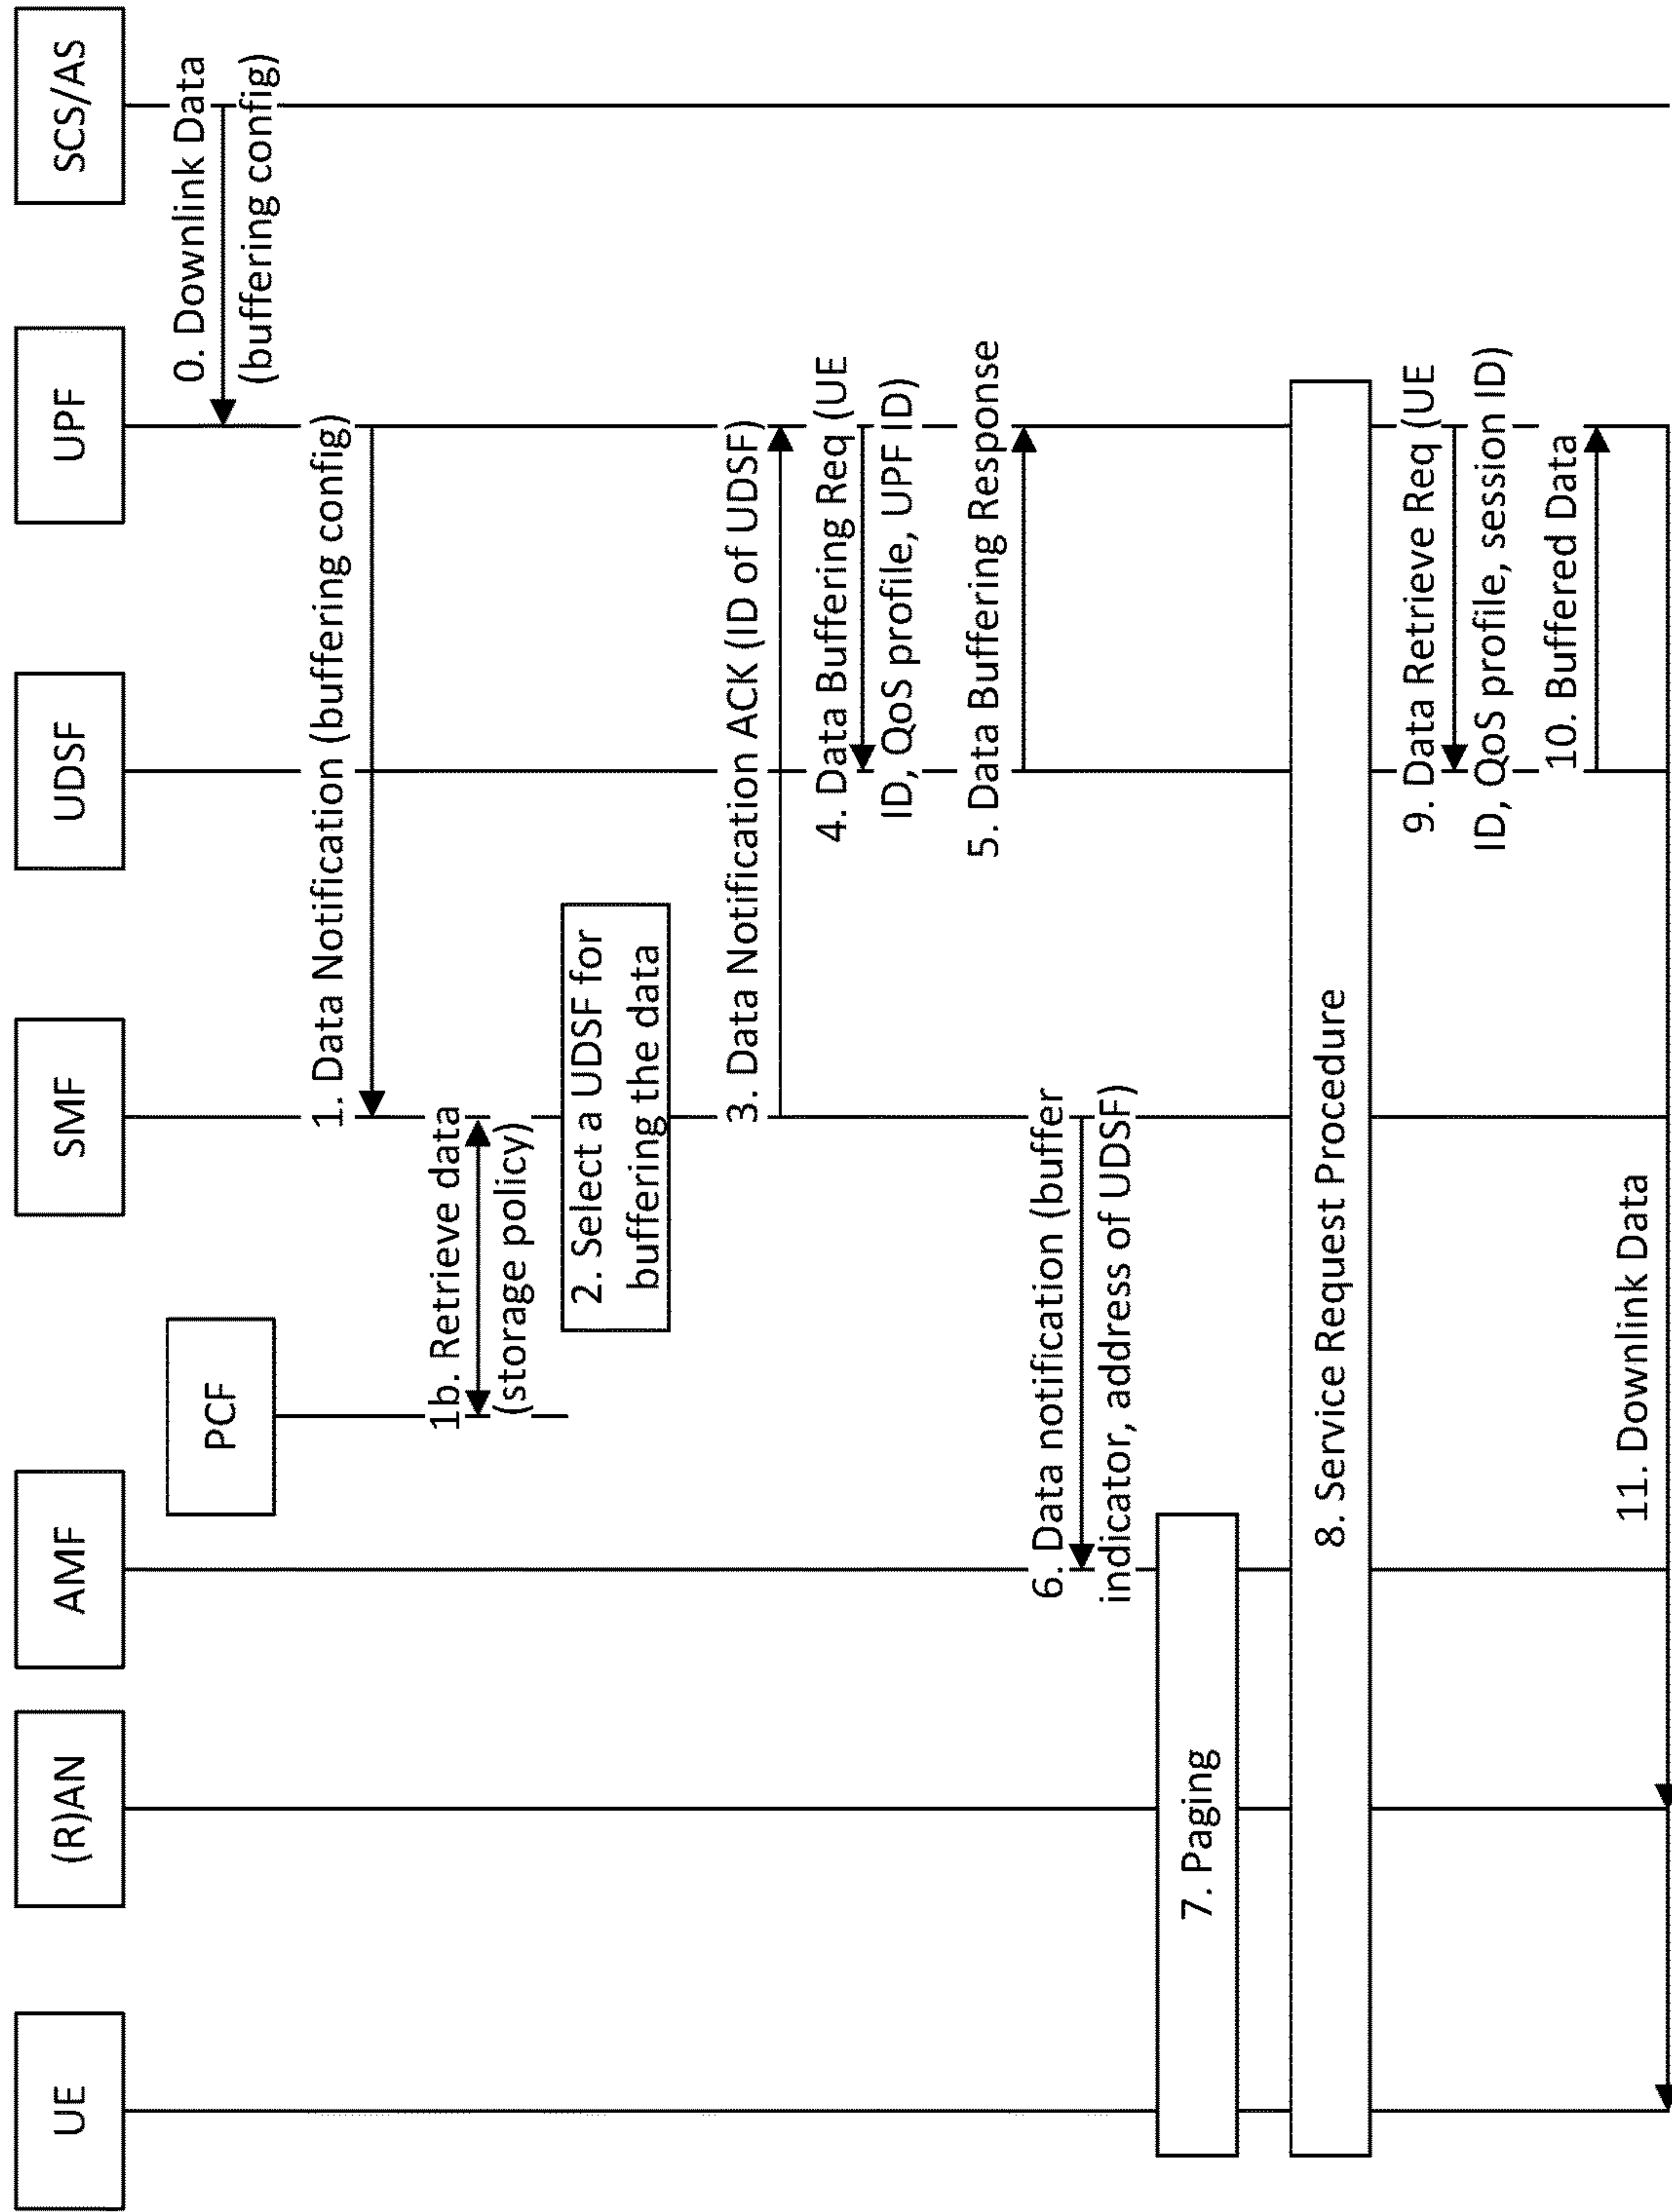 UE
(R)AN
AMF
SMF
UDSF
UPF
SCS/AS
PCF
0. Downlink Data
(buffering config)
1. Data Notification (buffering config)
1b. Retrieve data
(storage policy)
2. Select a UDSF for
buffering the data
3. Data Notification ACK (ID of UDSF)
4. Data Buffering Req (UE
ID, QoS profile, UPF ID)
5. Data Buffering Response
6. Data notification (buffer
indicator, address of UDSF)
7. Paging
8. Service Request Procedure
9. Data Retrieve Req (UE
ID, QoS profile, session ID)
10. Buffered Data
11. Downlink Data